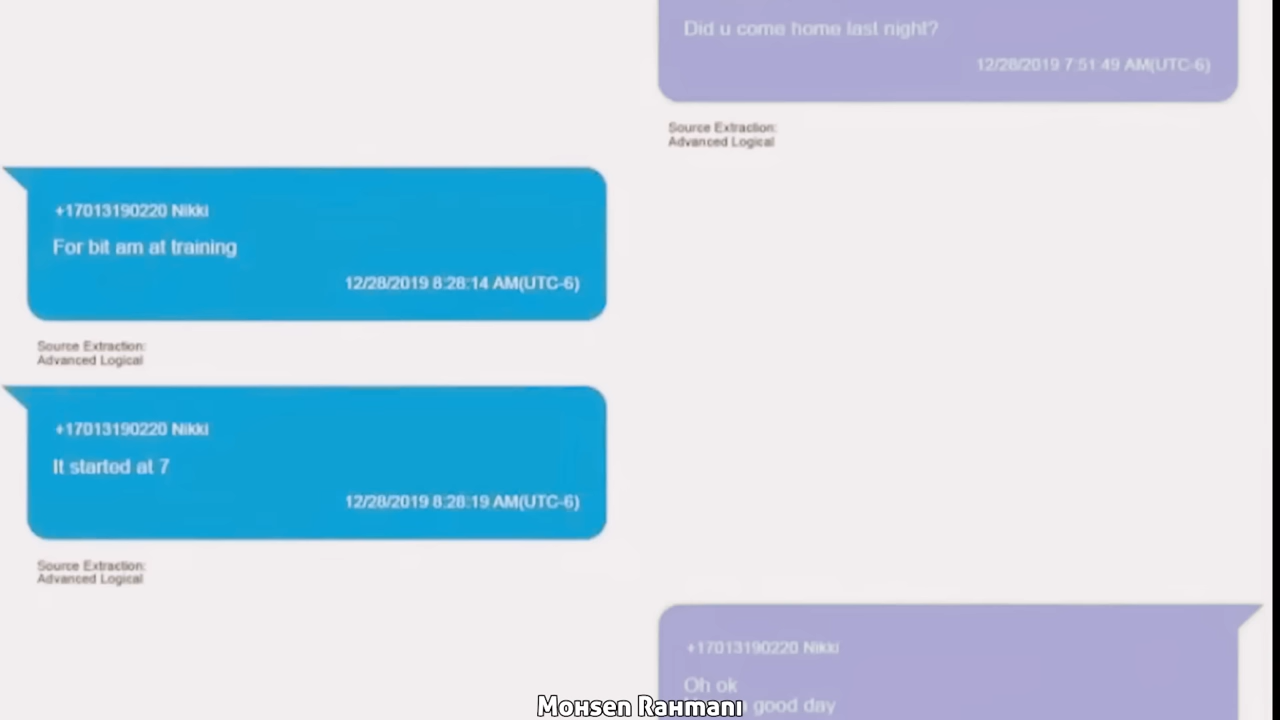 Did u come home last night?
12/28/2019 7:51:49 AM(UTC-6)
Source Extraction:
Advanced Logical
+17013190220 Nikki
For bit am at training
12/28/2019 8:28:14 AM(UTC-6)
Source Extraction:
Advanced Logical
+17013190220 Nikki
It started at 7
12/28/2019 8:28:19 AM(UTC-6)
Source Extraction:
Advanced Logical
+17013190220 Nikki
Oh ok
good day
Mᴏʜsᴇɴ Rᴀʜᴍᴀɴɪ